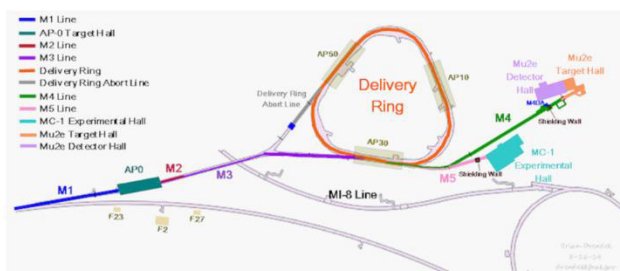 M1 Line
AP-0 Target Hall
M2 Line
M3 Line
Delivery Ring
Delivery Ring Abort Line
M4 Line
M5 Line
MC-1 Experimental Hall
Mu2e Target Hall
Mu2e Detector Hall
AP50
Delivery Ring
Abort Line
Delivery
Ring
AP10
AP30
Mu2e
Detector
Hall
Mu2e
Target Hall
M4DA
Shielding Wall
M4
M5
Shielding Wall
MC-1
Experimental
Hall
AP0
M1
M2
M3
MI-8 Line
F23
F2
F27